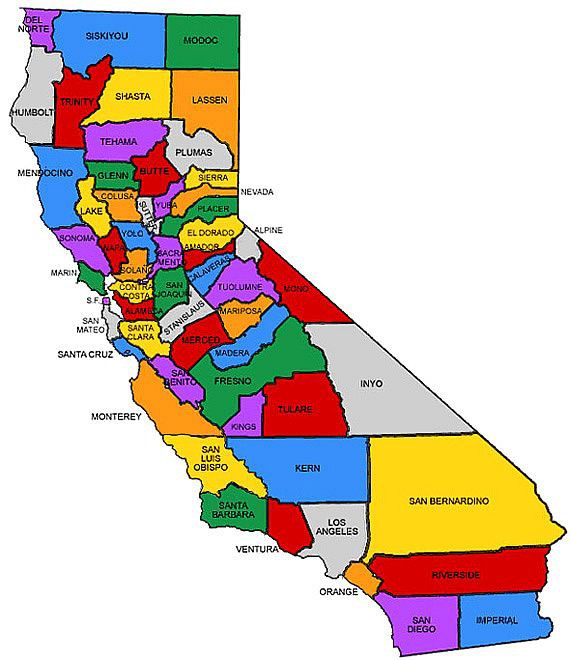 DEL
NORTE
SISKIYOU
MODOC
HUMBOLT
TRINITY
SHASTA
LASSEN
TEHAMA
PLUMAS
MENDOCINO
GLENN
BUTTE
SIERRA
COLUSA
NEVADA
LAKE
SUTTER
YUBA
PLACER
SONOMA
NAPA
YOLO
EL DORADO
ALPINE
SACRA
MENTO
AMADOR
MARIN
SOLANO
CALAVERAS
S.F.
CONTRA
COSTA
SAN
JOAQUIN
TUOLUMNE
MONO
SAN
MATEO
ALAMEDA
STANISLAUS
MARIPOSA
SANTA
CLARA
MERCED
SANTA CRUZ
MADERA
SAN
BENITO
FRESNO
INYO
MONTEREY
KINGS
TULARE
SAN
LUIS
OBISPO
KERN
SAN BERNARDINO
SANTA
BARBARA
VENTURA
LOS
ANGELES
ORANGE
RIVERSIDE
SAN
DIEGO
IMPERIAL